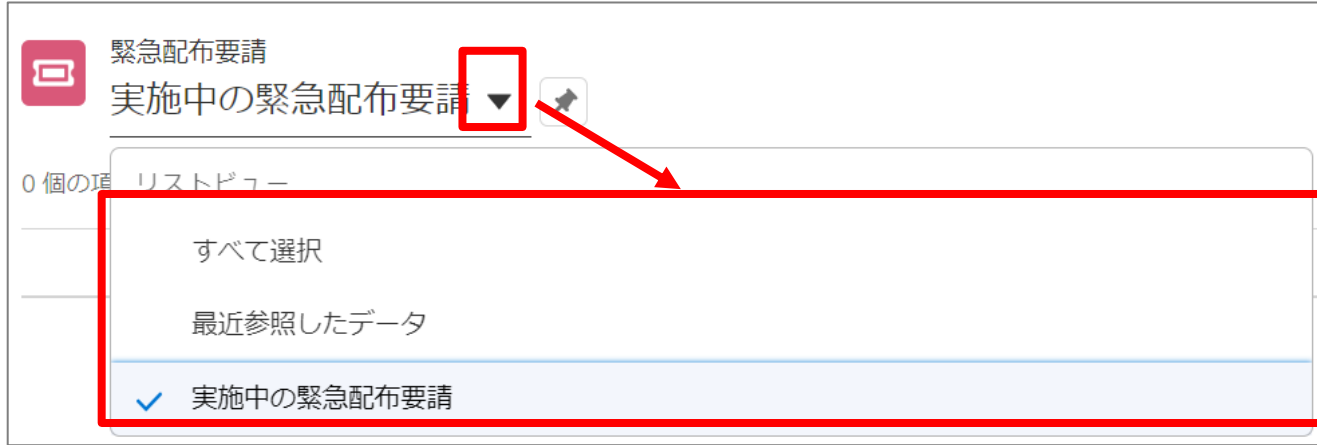 緊急配布要請
実施中の緊急配布要請
0 個の項
リストビュー
すべて選択
最近参照したデータ
実施中の緊急配布要請